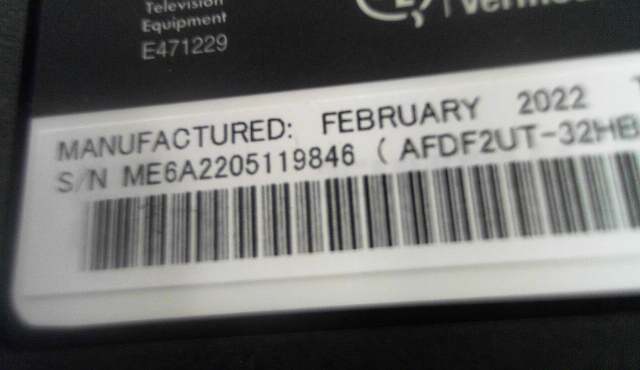 Television
Equipment
E471229
MANUFACTURED: FEBRUARY 2022
S/N ME6A2205119846 ( AFDF2UT-32HB